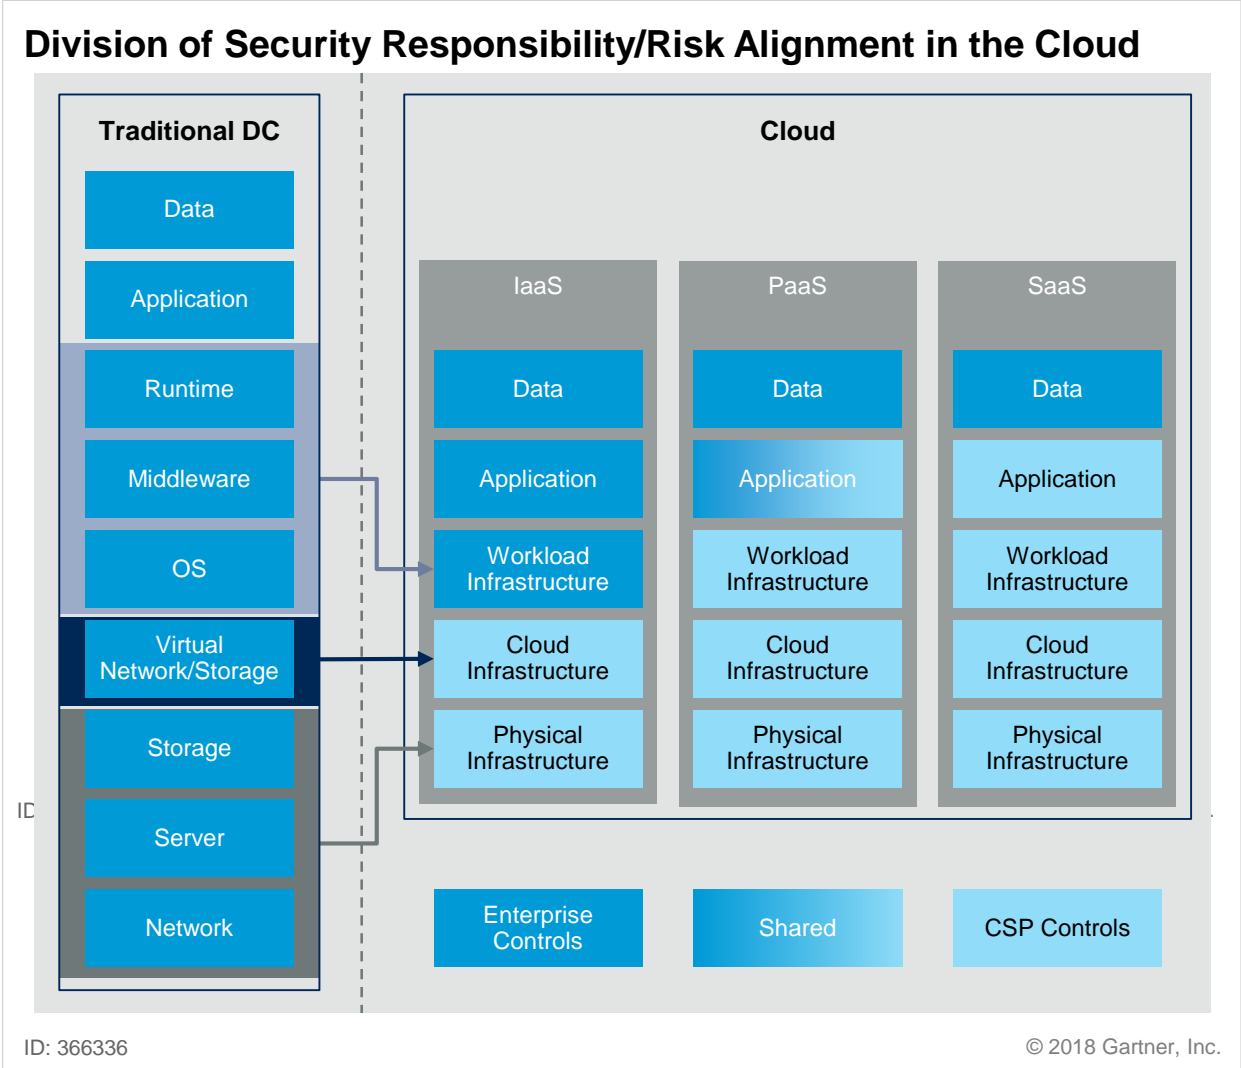 Division of Security Responsibility/Risk Alignment in the Cloud
Traditional DC
Data
Application
Runtime
Middleware
OS
Virtual
Network/Storage
Storage
Server
Network
Cloud
IaaS
Data
Application
Workload
Infrastructure
Cloud
Infrastructure
Physical
Infrastructure
PaaS
Data
Application
Workload
Infrastructure
Cloud
Infrastructure
Physical
Infrastructure
SaaS
Data
Application
Workload
Infrastructure
Cloud
Infrastructure
Physical
Infrastructure
Enterprise
Controls
Shared
CSP Controls
ID: 366336
© 2018 Gartner, Inc.